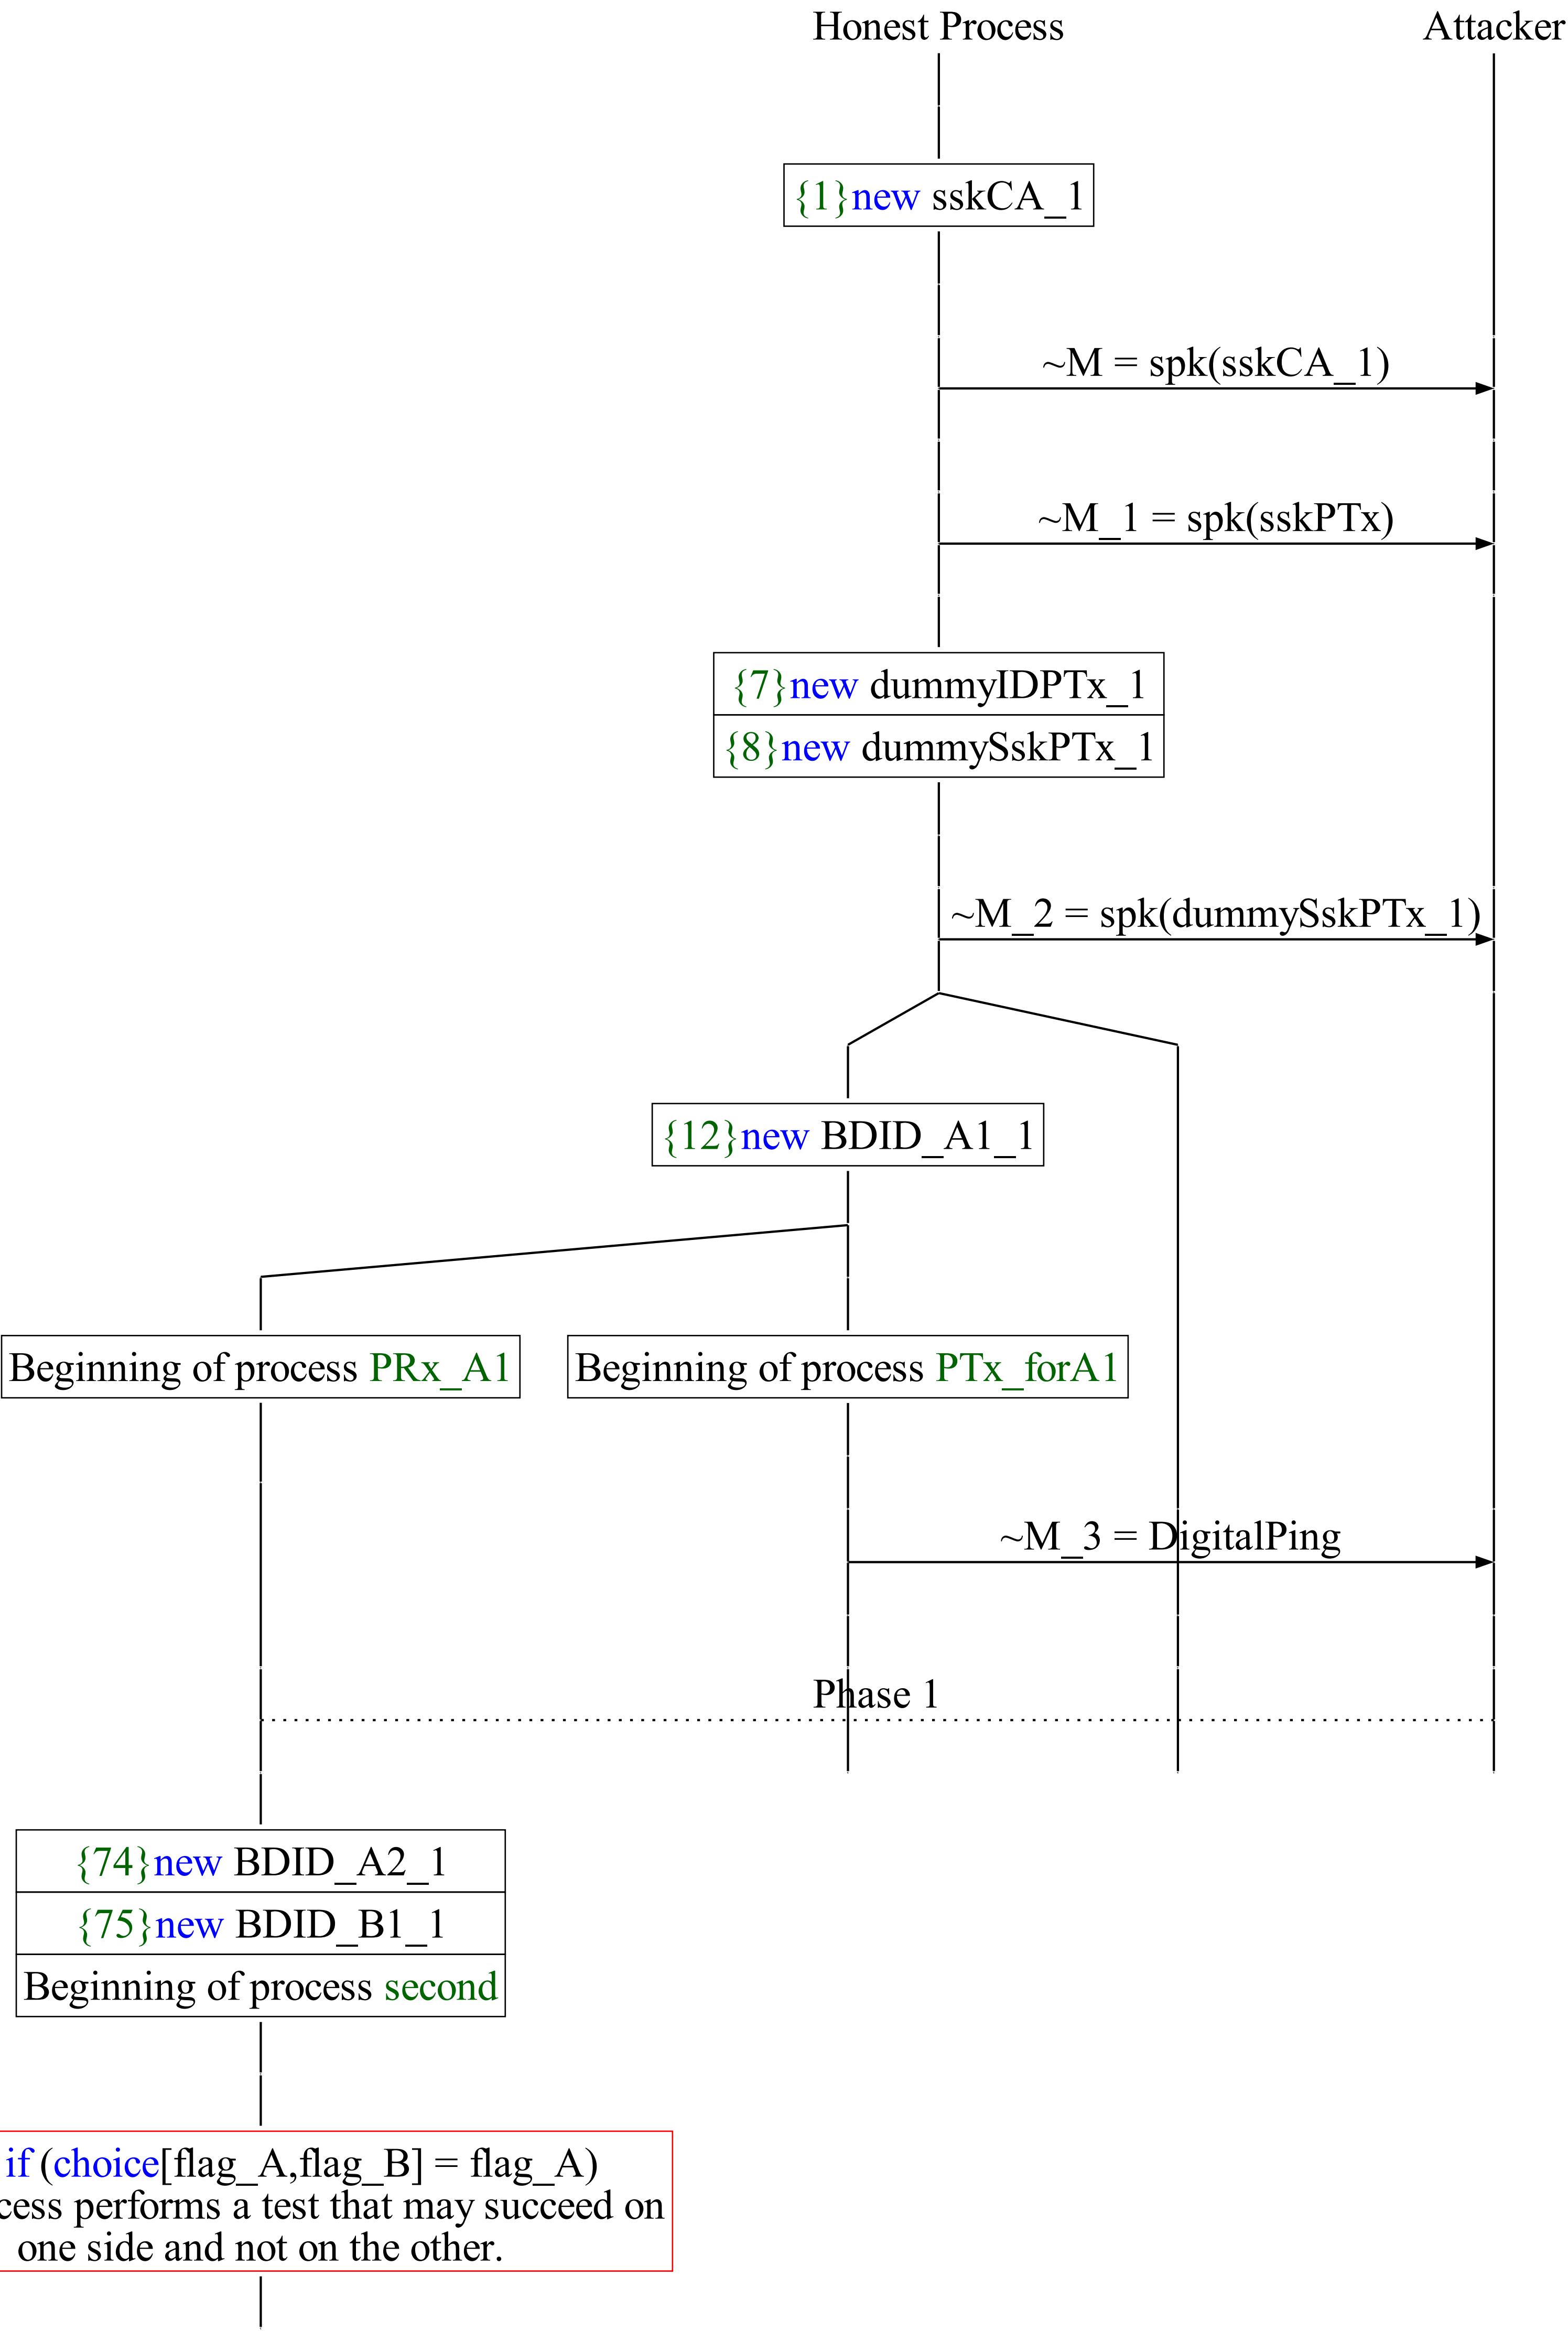 Honest Process
Attacker
{1}new sskCA_1
~M = spk(sskCA_1)
~M_1 = spk(sskPTx)
{7}new dummyIDPTx_1
{8}new dummySskPTx_1
~M_2 = spk(dummySskPTx_1)
{12}new BDID_A1_1
Beginning of process PRx_A1
Beginning of process PTx_forA1
~M_3 = DigitalPing
Phase 1
{74}new BDID_A2_1
{75}new BDID_B1_1
Beginning of process second
if (choice[flag_A,flag_B] = flag_A)
performs a test that may succeed on
one side and not on the other.